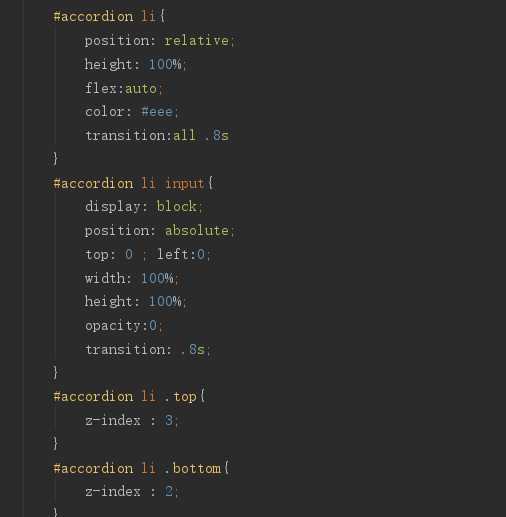 #accordion li{
position: relative;
height: 100%;
flex:auto;
color: #eee;
transition:all .8s
}
#accordion li input{
display: block;
position: absolute;
top: 0 ; left:0;
width: 100%;
height: 100%;
opacity:0;
transition: .8s;
}
#accordion li .top{
z-index : 3;
}
#accordion li .bottom{
z-index : 2;
}